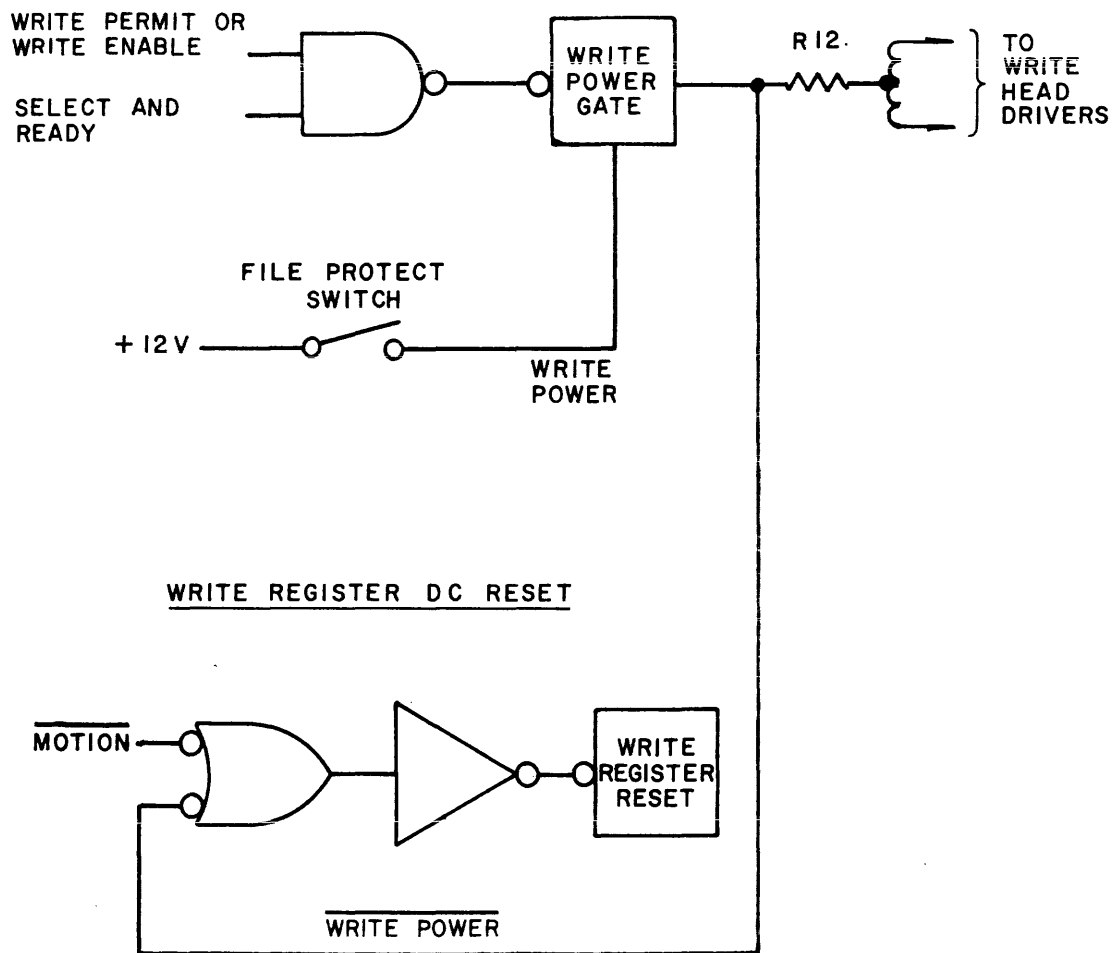 WRITE PERMIT OR
WRITE ENABLE
SELECT AND
READY
WRITE
POWER
GATE
R12.
TO
WRITE
HEAD
DRIVERS
FILE PROTECT
SWITCH
+12V
WRITE
POWER
WRITE REGISTER DC RESET
MOTION
WRITE
REGISTER
RESET
WRITE POWER